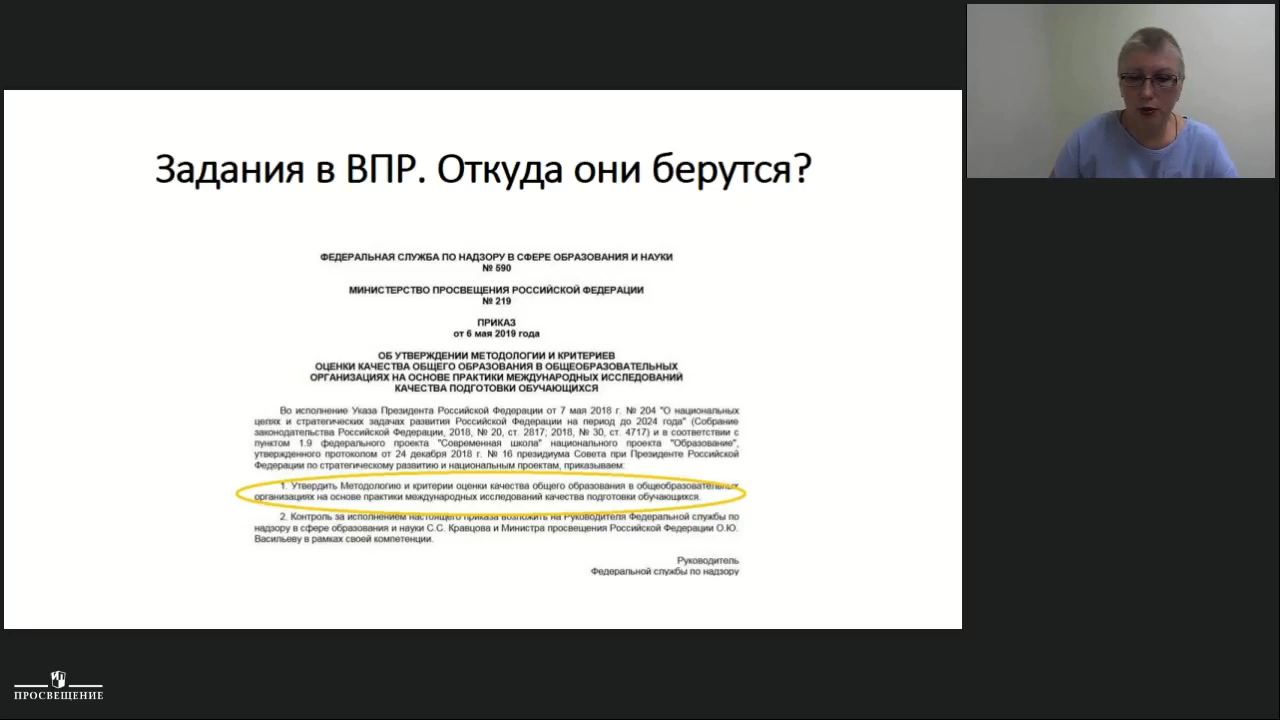 Задания в ВПР. Откуда они берутся?
ФЕДЕРАЛЬНАЯ СЛУЖБА ПО НАДЗОРУ В СФЕРЕ ОБРАЗОВАНИЯ И НАУКИ
№ 590
МИНИСТЕРСТВО ПРОСВЕЩЕНИЯ РОССИЙСКОЙ ФЕДЕРАЦИИ
№ 219
ПРИКАЗ
от 6 мая 2019 года
ОБ УТВЕРЖДЕНИИ МЕТОДОЛОГИИ И КРИТЕРИЕВ
ОЦЕНКИ КАЧЕСТВА ОБЩЕГО ОБРАЗОВАНИЯ В ОБЩЕОБРАЗОВАТЕЛЬНЫХ
ОРГАНИЗАЦИЯХ НА ОСНОВЕ ПРАКТИКИ МЕЖДУНАРОДНЫХ ИССЛЕДОВАНИЙ
КАЧЕСТВА ПОДГОТОВКИ ОБУЧАЮЩИХСЯ
Во исполнение Указа Президента Российской Федерации от 7 мая 2018 г. № 204 "О национальных
целях и стратегических задачах развития Российской Федерации на период до 2024 года" (Собрание
законодательства Российской Федерации, 2018, № 20, ст. 2817; 2018, № 30, ст. 4717) и в соответствии с
пунктом 1.9 федерального проекта "Современная школа" национального проекта "Образование",
утвержденного протоколом от 24 декабря 2018 г. № 16 президиума Совета при Президенте Российской
Федерации по стратегическому развитию и национальным проектам, приказываем:
1. Утвердить Методологию и критерии оценки качества общего образования в общеобразовательных
организациях на основе практики международных исследований качества подготовки обучающихся.
2. Контроль за исполнением настоящего приказа возложить на Руководителя Федеральной службы по
надзору в сфере образования и науки С.С. Кравцова и Министра просвещения Российской Федерации О.Ю.
Васильеву в рамках своей компетенции.
Руководитель
Федеральной службы по надзору
ПРОСВЕЩЕНИЕ